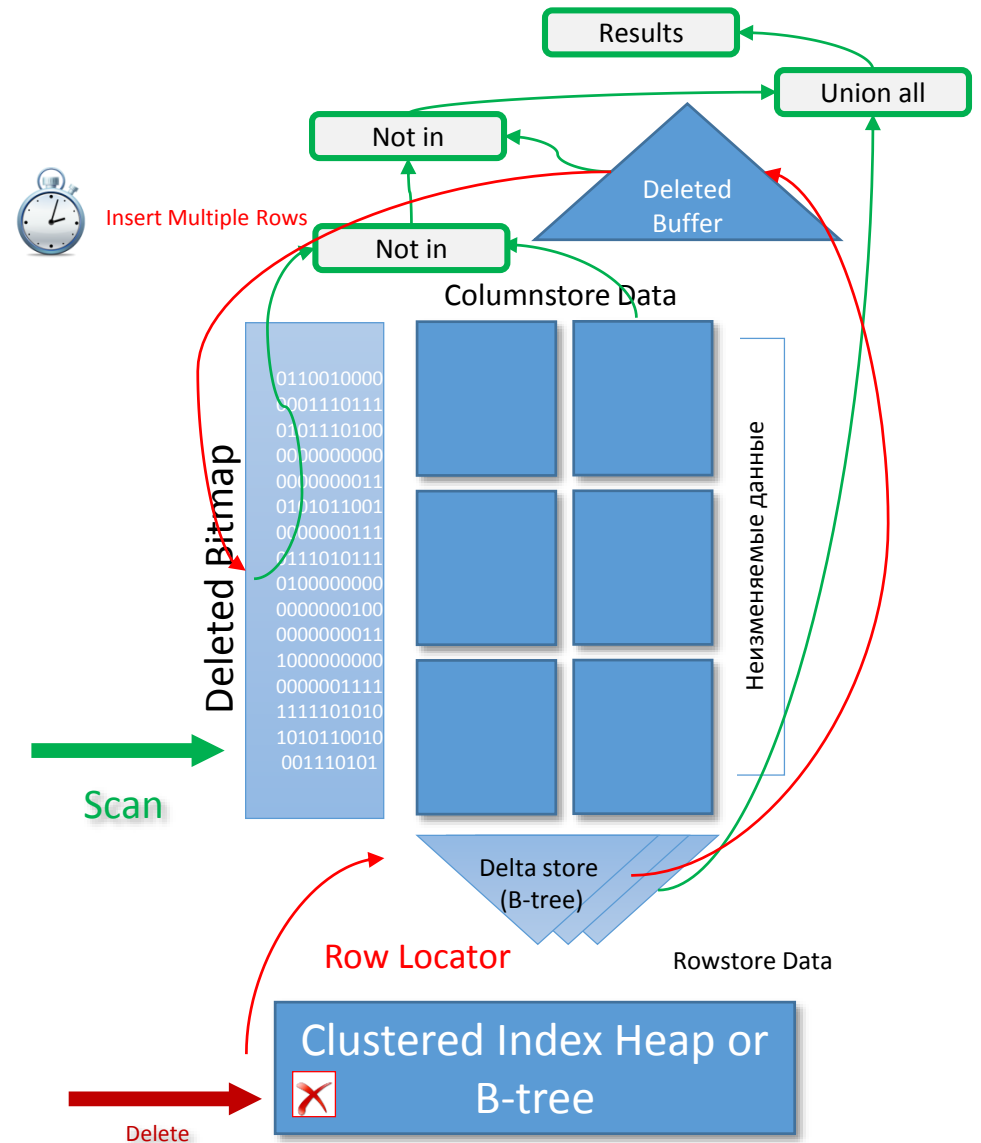 Results
Union all
Not in
Deleted
Buffer
Insert Multiple Rows
Not in
Columnstore Data
Deleted Bitmap
0110010000
0001110111
0101110100
0000000000
0000000011
0101011001
0000000111
0111010111
0100000000
0000000100
0000000011
1000000000
0000001111
1111101010
1010110010
001110101
Неизменяемые данные
Scan
Delta store
(B-tree)
Row Locator
Rowstore Data
Clustered Index Heap or
B-tree
Delete